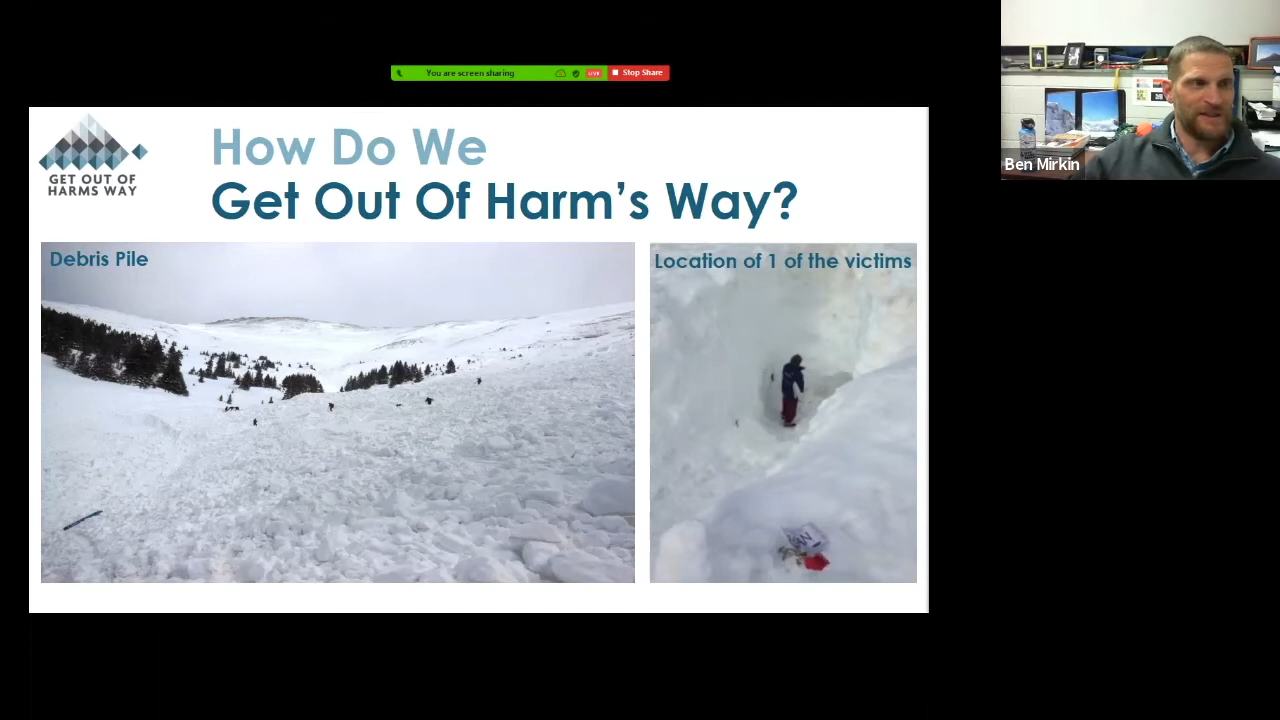 You are screen sharing
LIVE
Stop Share
GET OUT OF
HARMS WAY
How Do We
Get Out Of Harm's Way?
Debris Pile
Location of 1 of the victims
Ben Mirkin